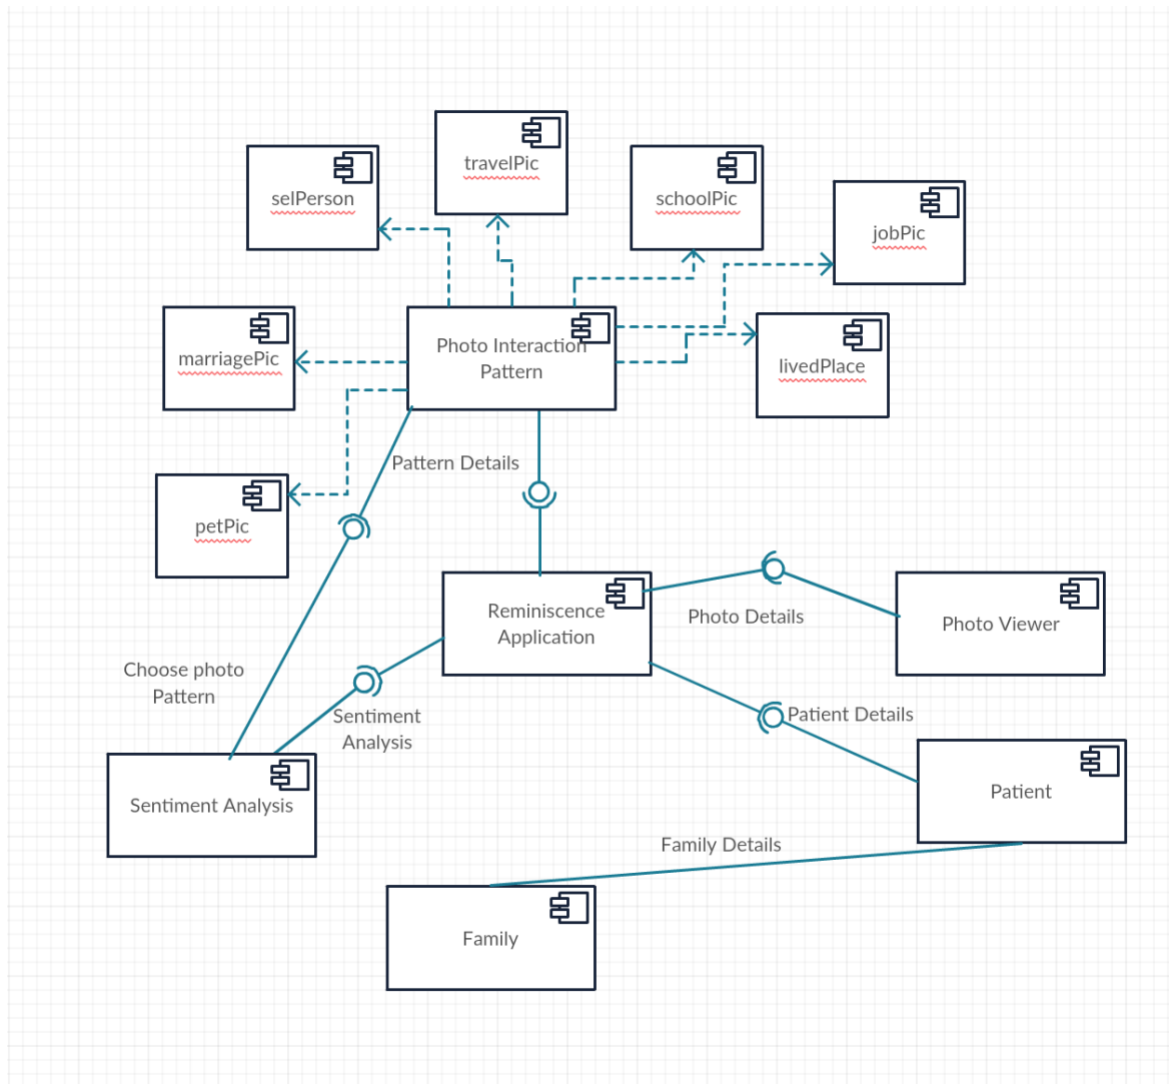 travelPic
selPerson
schoolPic
jobPic
Photo Interaction
Pattern
marriagePic
livedPlace
Pattern Details
petPic
Reminiscence
Application
Photo Details
Photo Viewer
Choose photo
Pattern
Sentiment
Analysis
Patient Details
Sentiment Analysis
Patient
Family Details
Family